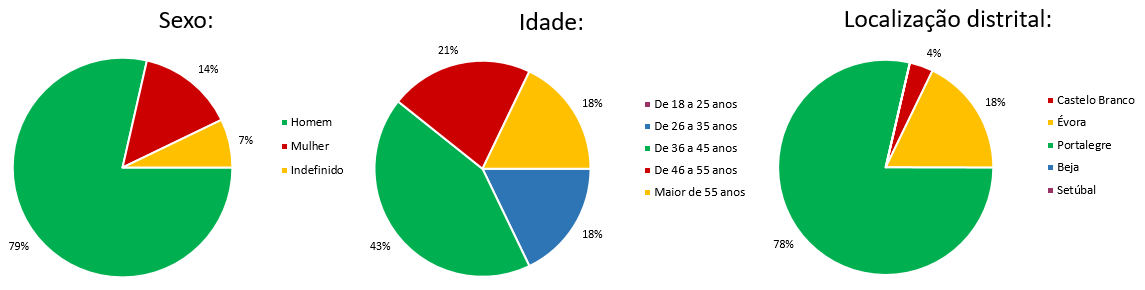 Sexo:
14%
7%
79%
Homem
Mulher
Indefinido
Idade:
21%
18%
43%
18%
De 18 a 25 anos
De 26 a 35 anos
De 36 a 45 anos
De 46 a 55 anos
Maior de 55 anos
Localização distrital:
4%
18%
78%
Castelo Branco
Évora
Portalegre
Beja
Setúbal